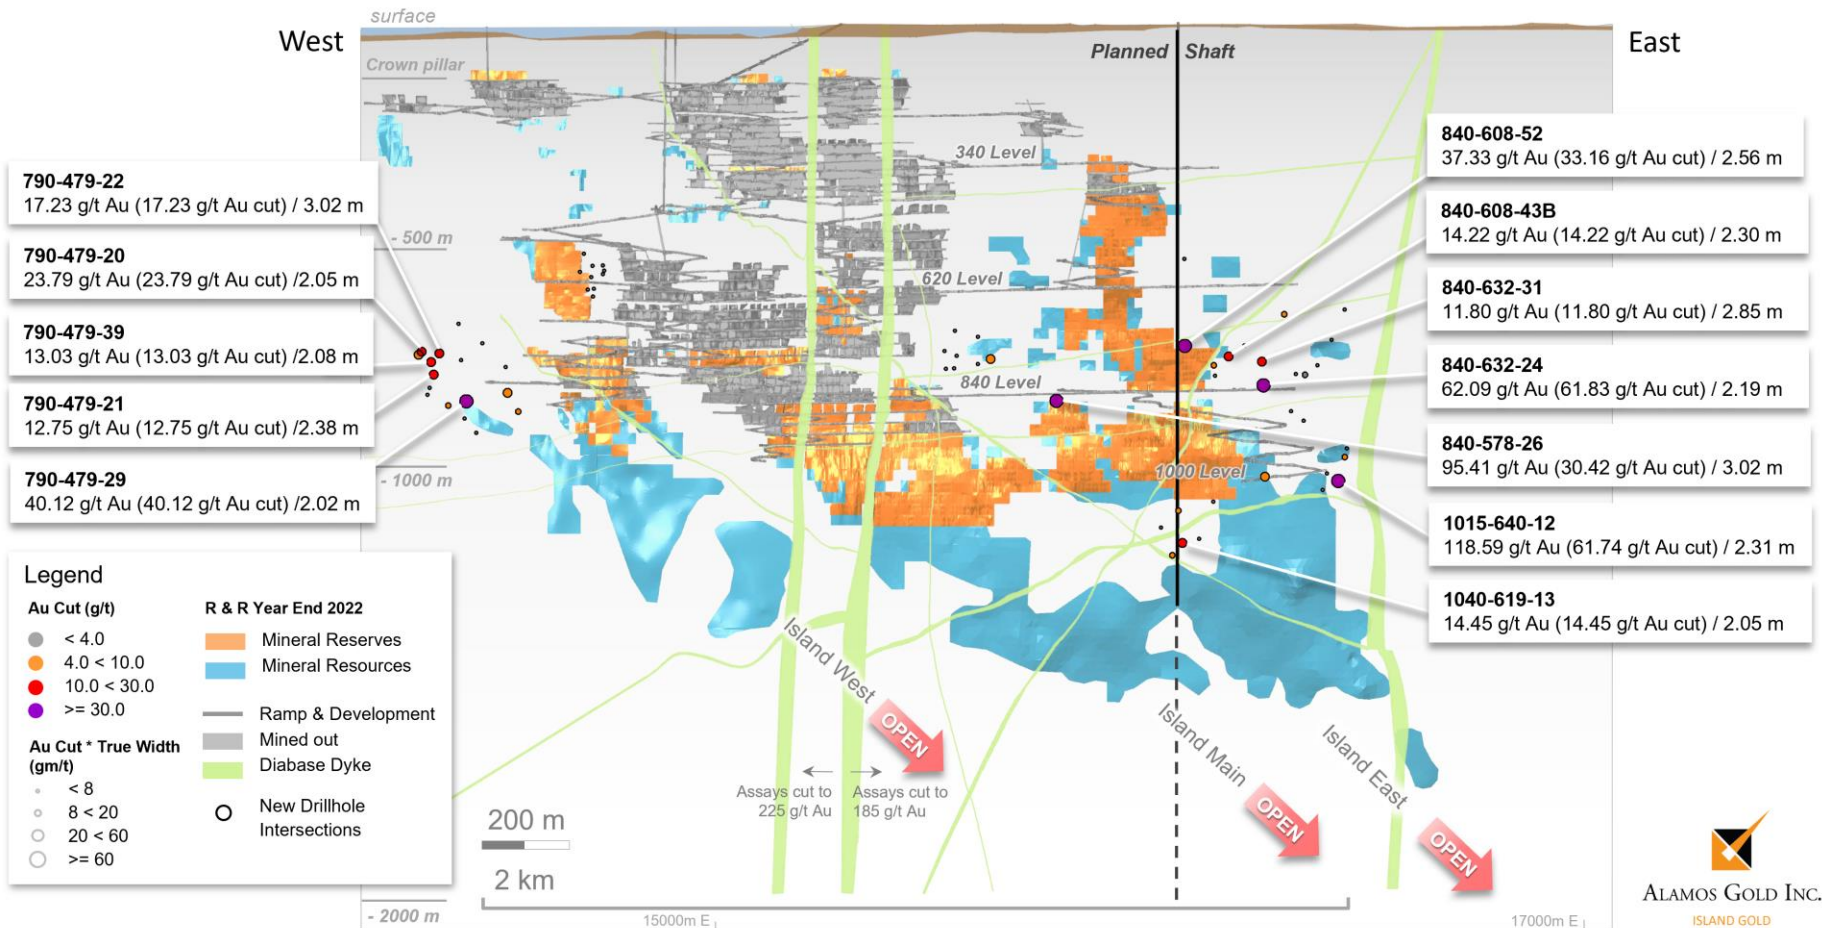 surface
West
East
Planned Shaft
Crown pillar
340 Level
- 500 m
620 Level
840 Level
- 1000 m
1000 Level
790-479-22
17.23 g/t Au (17.23 g/t Au cut) / 3.02 m
790-479-20
23.79 g/t Au (23.79 g/t Au cut) /2.05 m
790-479-39
13.03 g/t Au (13.03 g/t Au cut) /2.08 m
790-479-21
12.75 g/t Au (12.75 g/t Au cut) /2.38 m
790-479-29
40.12 g/t Au (40.12 g/t Au cut) /2.02 m
840-608-52
37.33 g/t Au (33.16 g/t Au cut) / 2.56 m
840-608-43B
14.22 g/t Au (14.22 g/t Au cut) / 2.30 m
840-632-31
11.80 g/t Au (11.80 g/t Au cut) / 2.85 m
840-632-24
62.09 g/t Au (61.83 g/t Au cut) / 2.19 m
840-578-26
95.41 g/t Au (30.42 g/t Au cut) / 3.02 m
1015-640-12
118.59 g/t Au (61.74 g/t Au cut) / 2.31 m
1040-619-13
14.45 g/t Au (14.45 g/t Au cut) / 2.05 m
Legend
Au Cut (g/t)
< 4.0
4.0 < 10.0
10.0 < 30.0
>= 30.0
Au Cut * True Width
(gm/t)
< 8
8 < 20
20 < 60
>= 60
R & R Year End 2022
Mineral Reserves
Mineral Resources
Ramp & Development
Mined out
Diabase Dyke
New Drillhole
Intersections
Island West
OPEN
Island Main
OPEN
Island East
OPEN
Assays cut to
225 g/t Au
Assays cut to
185 g/t Au
200 m
2 km
- 2000 m
15000m E
17000m E
ALAMOS GOLD INC.
ISLAND GOLD